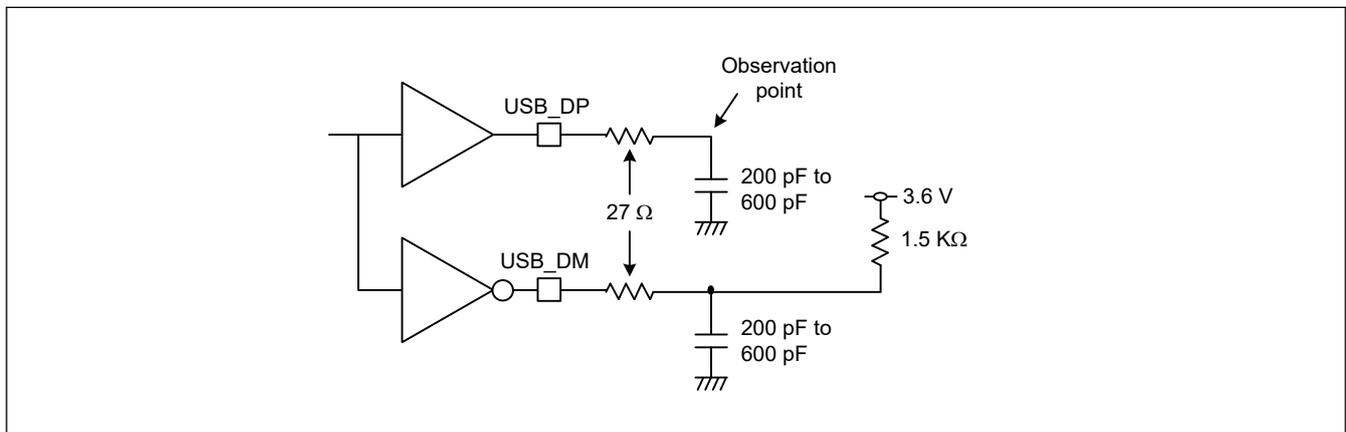 Observation
point
USB_DP
200 pF to
600 pF
3.6 V
27 Ω
1.5 KΩ
USB_DM
200 pF to
600 pF